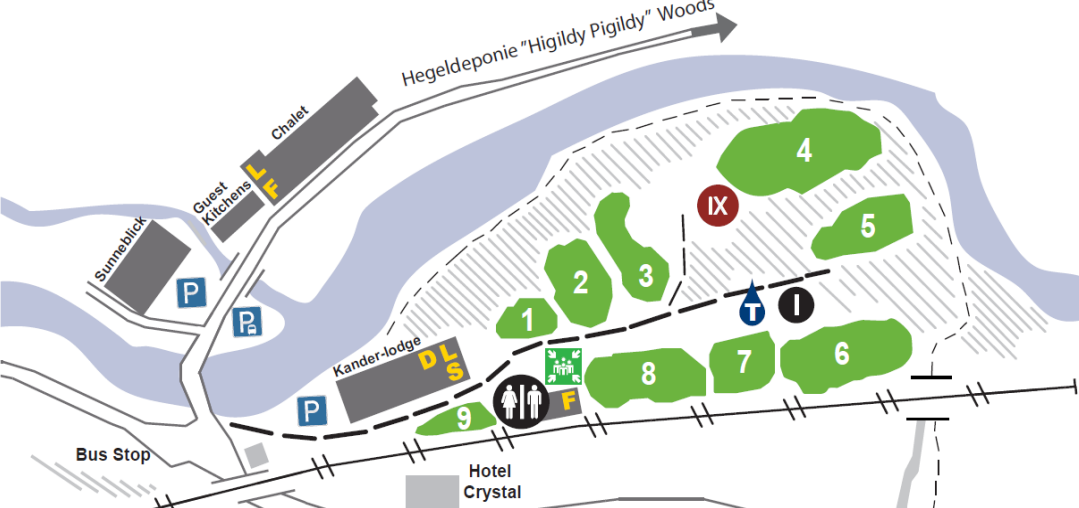 Hegeldeponie "Higildy Pigildy" Woods
Chalet
L
F
Guest
Kitchens
Sunneblick
P
P
4
IX
5
3
2
1
T
I
Kander-lodge
D L
S
8
7
6
P
9
F
Bus Stop
Hotel
Crystal